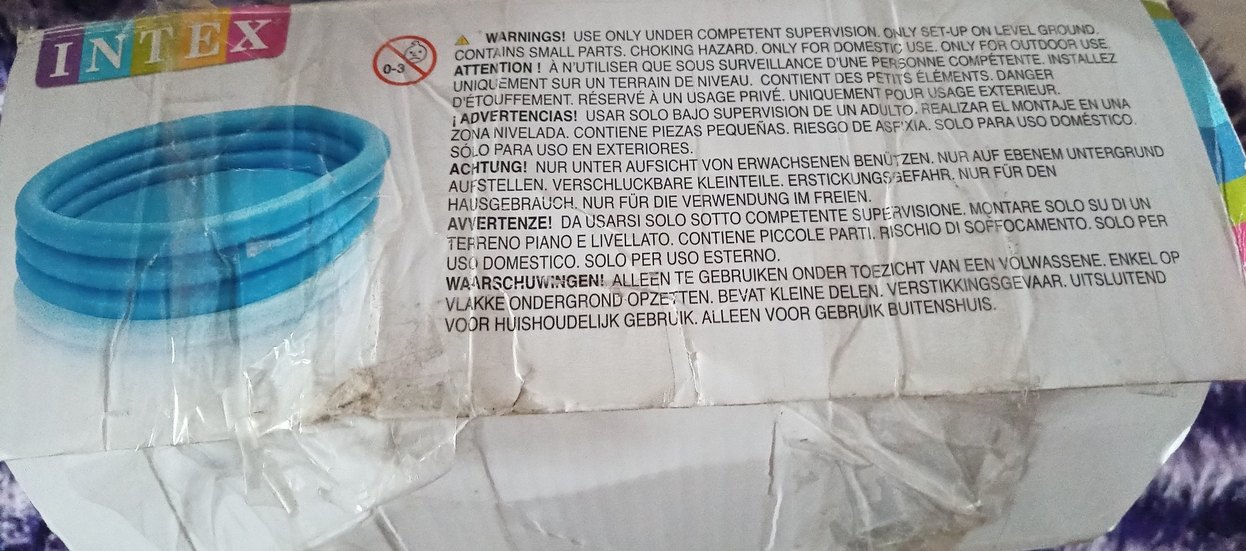 INTEX
0-3
WARNINGS! USE ONLY UNDER COMPETENT SUPERVISION. ONLY SET-UP ON LEVEL GROUND.
CONTAINS SMALL PARTS. CHOKING HAZARD. ONLY FOR DOMESTIC USE. ONLY FOR OUTDOOR USE.
ATTENTION ! À N'UTILISER QUE SOUS SURVEILLANCE D'UNE PERSONNE COMPÉTENTE. INSTALLEZ
UNIQUEMENT SUR UN TERRAIN DE NIVEAU. CONTIENT DES PETITS ÉLÉMENTS. DANGER
D'ÉTOUFFEMENT. RÉSERVÉ À UN USAGE PRIVÉ. UNIQUEMENT POUR USAGE EXTERIEUR.
¡ ADVERTENCIAS! USAR SOLO BAJO SUPERVISION DE UN ADULTO. REALIZAR EL MONTAJE EN UNA
ZONA NIVELADA. CONTIENE PIEZAS PEQUEÑAS. RIESGO DE ASFIXIA. SOLO PARA USO DOMÉSTICO.
SÓLO PARA USO EN EXTERIORES.
ACHTUNG! NUR UNTER AUFSICHT VON ERWACHSENEN BENÜTZEN. NUR AUF EBENEM UNTERGRUND
AUFSTELLEN. VERSCHLUCKBARE KLEINTEILE. ERSTICKUNGSGEFAHR. NUR FÜR DEN
HAUSGEBRAUCH. NUR FÜR DIE VERWENDUNG IM FREIEN.
AVVERTENZE! DA USARSI SOLO SOTTO COMPETENTE SUPERVISIONE. MONTARE SOLO SU DI UN
TERRENO PIANO E LIVELLATO. CONTIENE PICCOLE PARTI. RISCHIO DI SOFFOCAMENTO. SOLO PER
USO DOMESTICO. SOLO PER USO ESTERNO.
WAARSCHUWINGEN! ALLEEN TE GEBRUIKEN ONDER TOEZICHT VAN EEN VOLWASSENE. ENKEL OP
VLAKKE ONDERGROND OPZETTEN. BEVAT KLEINE DELEN. VERSTIKKINGSGEVAAR. UITSLUITEND
VOOR HUISHOUDELIJK GEBRUIK. ALLEEN VOOR GEBRUIK BUITENSHUIS.